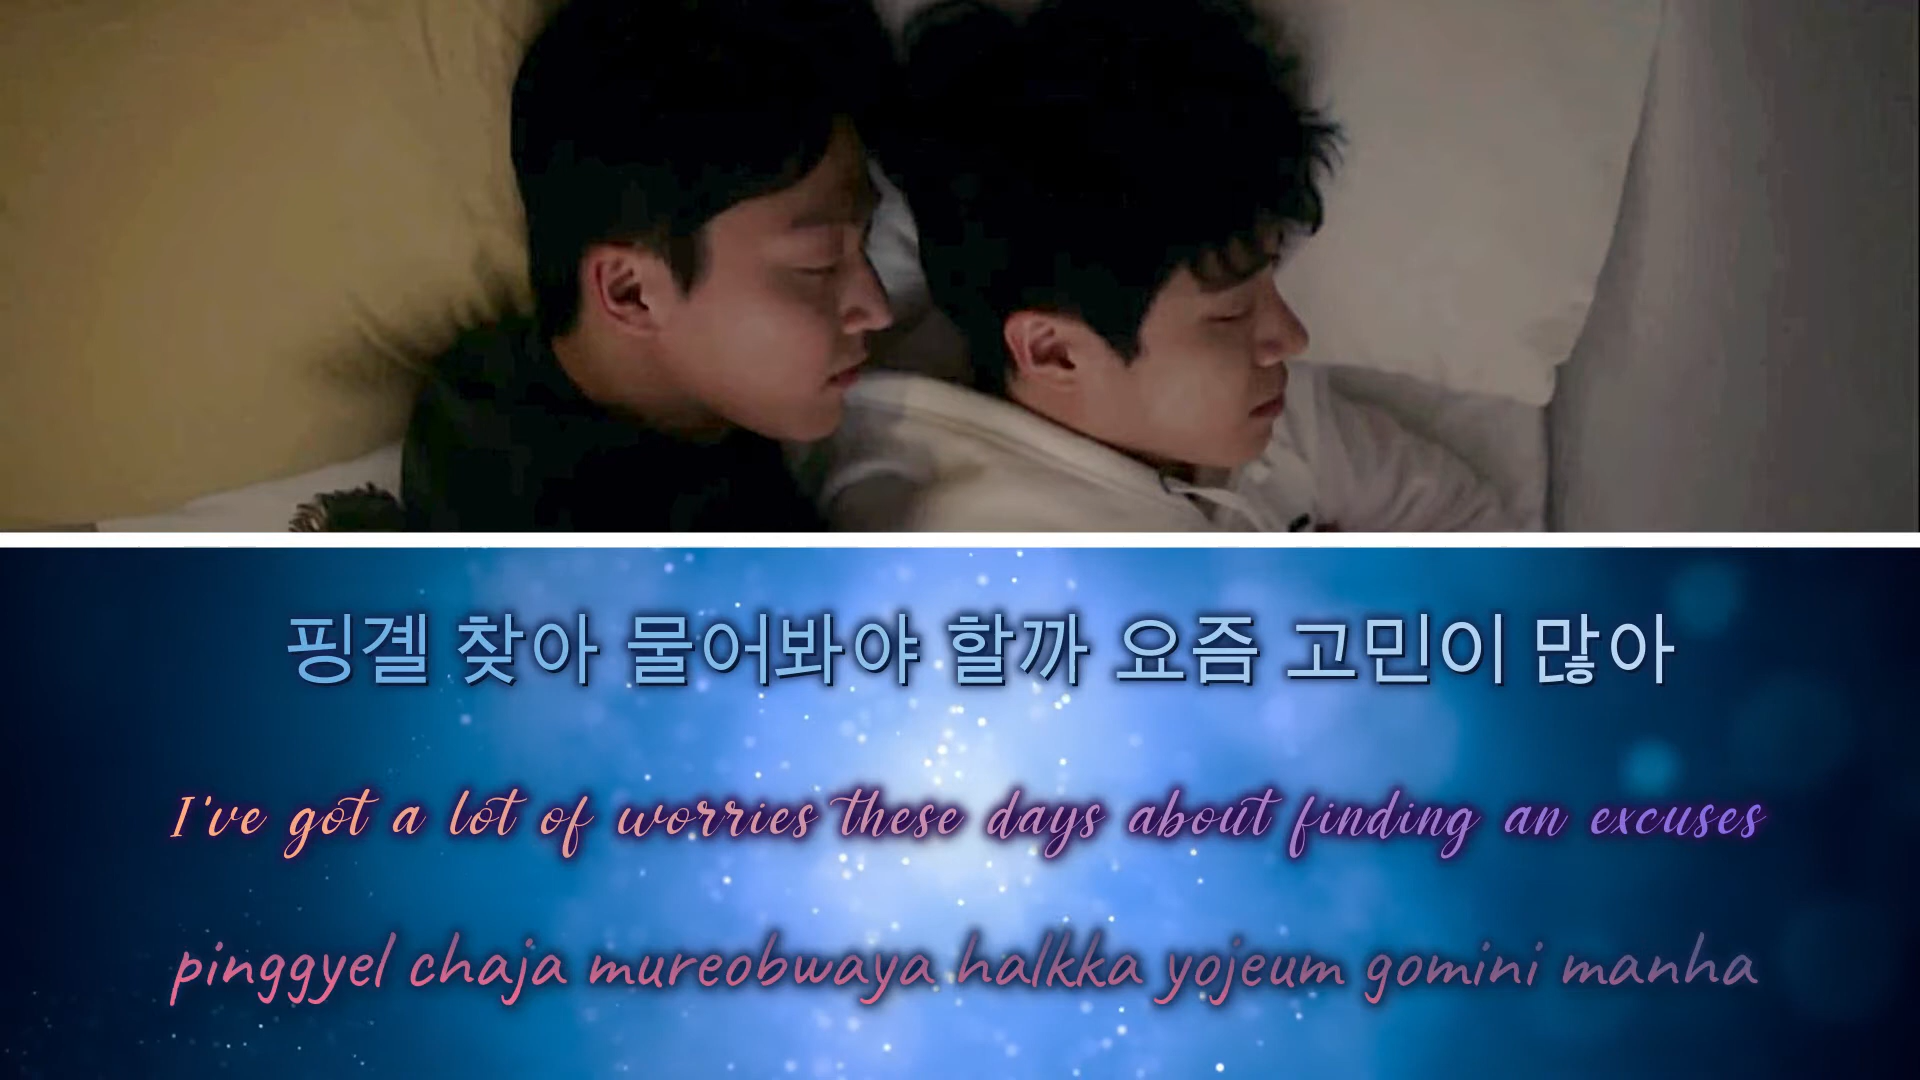 핑곌 찾아 물어봐야 할까 요즘 고민이 많아
I've got a lot of worries these days about finding an excuses
pinggyel chaja mureobwaya halkka yojeum gomini manha